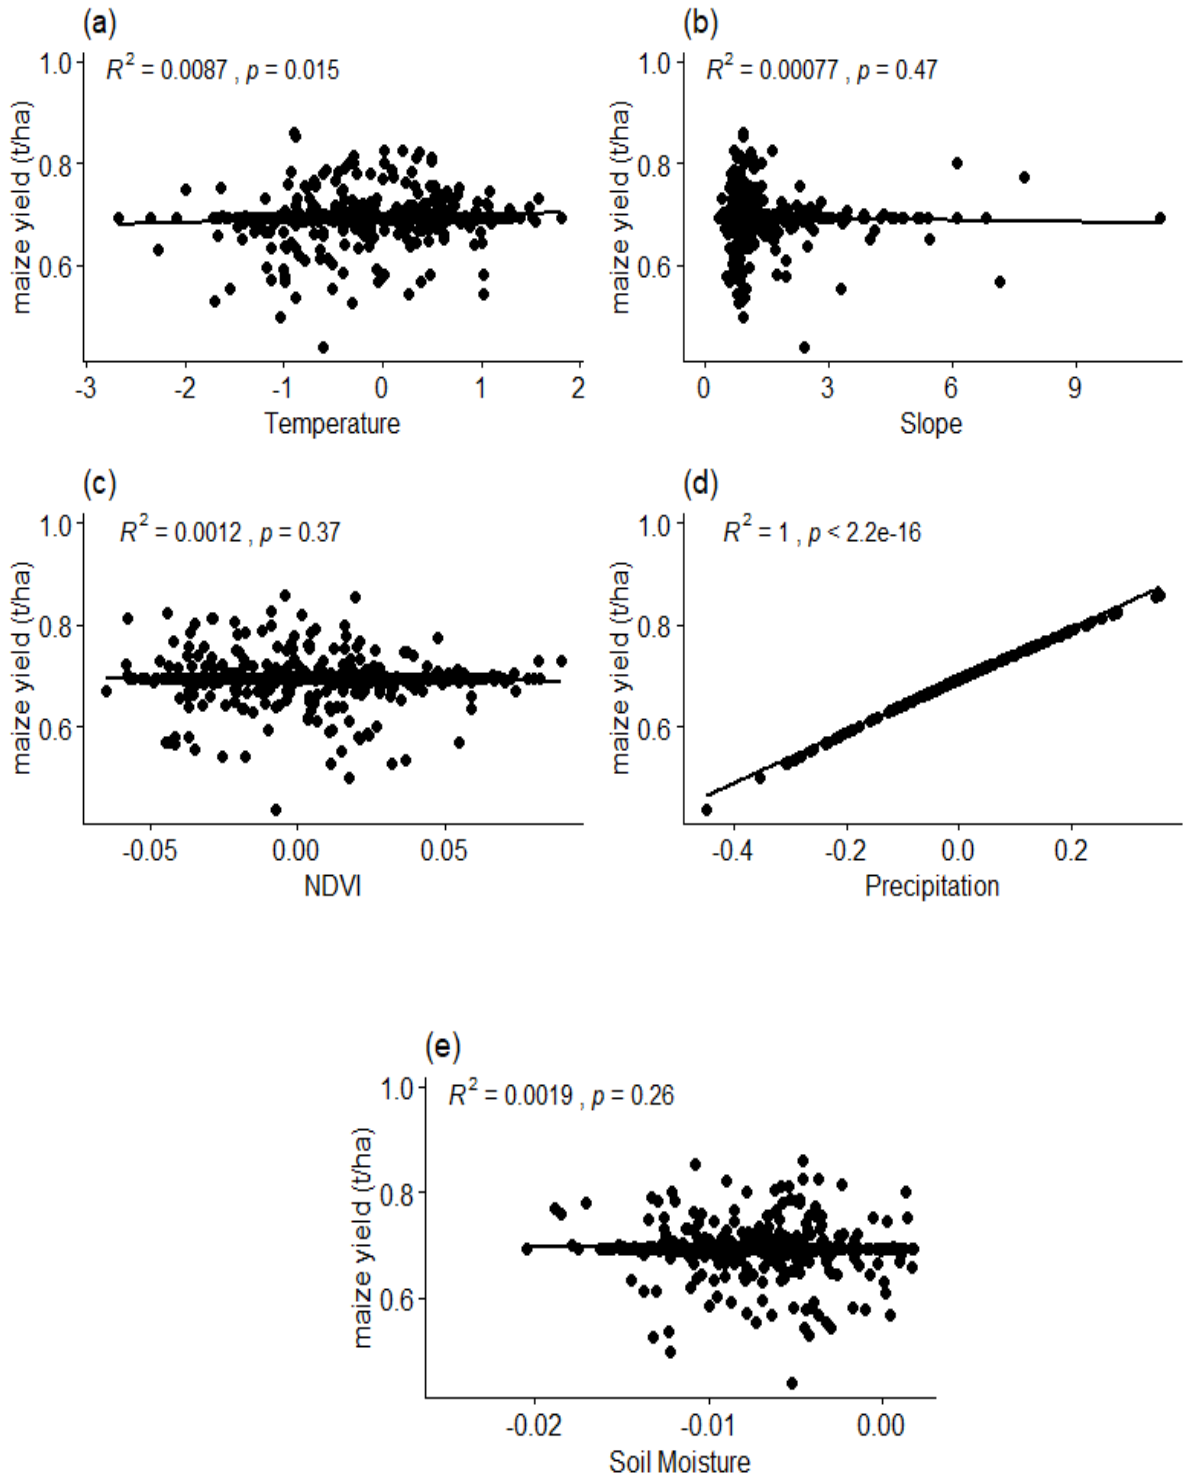 (a)
R² = 0.0087 , p = 0.015
maize yield (t/ha)
1.0
0.8
0.6
-3 -2 -1 0 1 2
Temperature
(b)
R² = 0.00077 , p = 0.47
maize yield (t/ha)
1.0
0.8
0.6
0 3 6 9
Slope
(c)
R² = 0.0012 , p = 0.37
maize yield (t/ha)
1.0
0.8
0.6
-0.05 0.00 0.05
NDVI
(d)
R² = 1 , p < 2.2e-16
maize yield (t/ha)
1.0
0.8
0.6
-0.4 -0.2 0.0 0.2
Precipitation
(e)
R² = 0.0019 , p = 0.26
maize yield (t/ha)
1.0
0.8
0.6
-0.02 -0.01 0.00
Soil Moisture